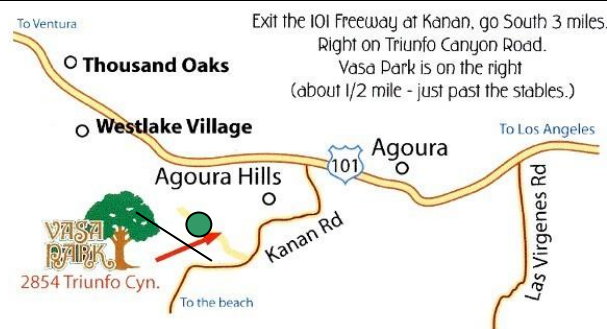 To Ventura
Exit the 101 Freeway at Kanan, go South 3 miles.
Right on Triunfo Canyon Road.
Vasa Park is on the right
(about 1/2 mile - just past the stables.)
Thousand Oaks
Westlake Village
To Los Angeles
101
Agoura
Agoura Hills
Las Virgenes Rd
Kanan Rd
VASA
PARK
2854 Triunfo Cyn.
To the beach